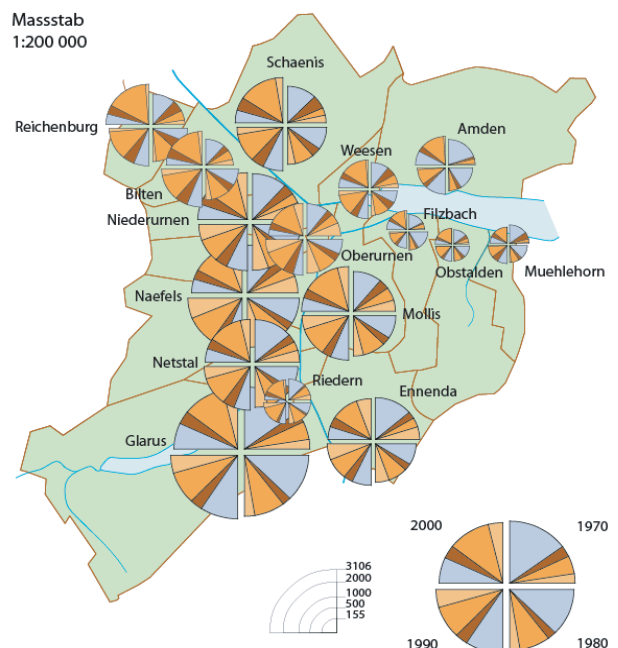 Massstab
1:200 000
Schaenis
Reichenburg
Amden
Weesen
Bilten
Niederurnen
Filzbach
Oberurnen
Obstalden
Muehlehorn
Naefels
Mollis
Netstal
Riedern
Ennenda
Glarus
2000
1970
3106
2000
1000
500
155
1990
1980